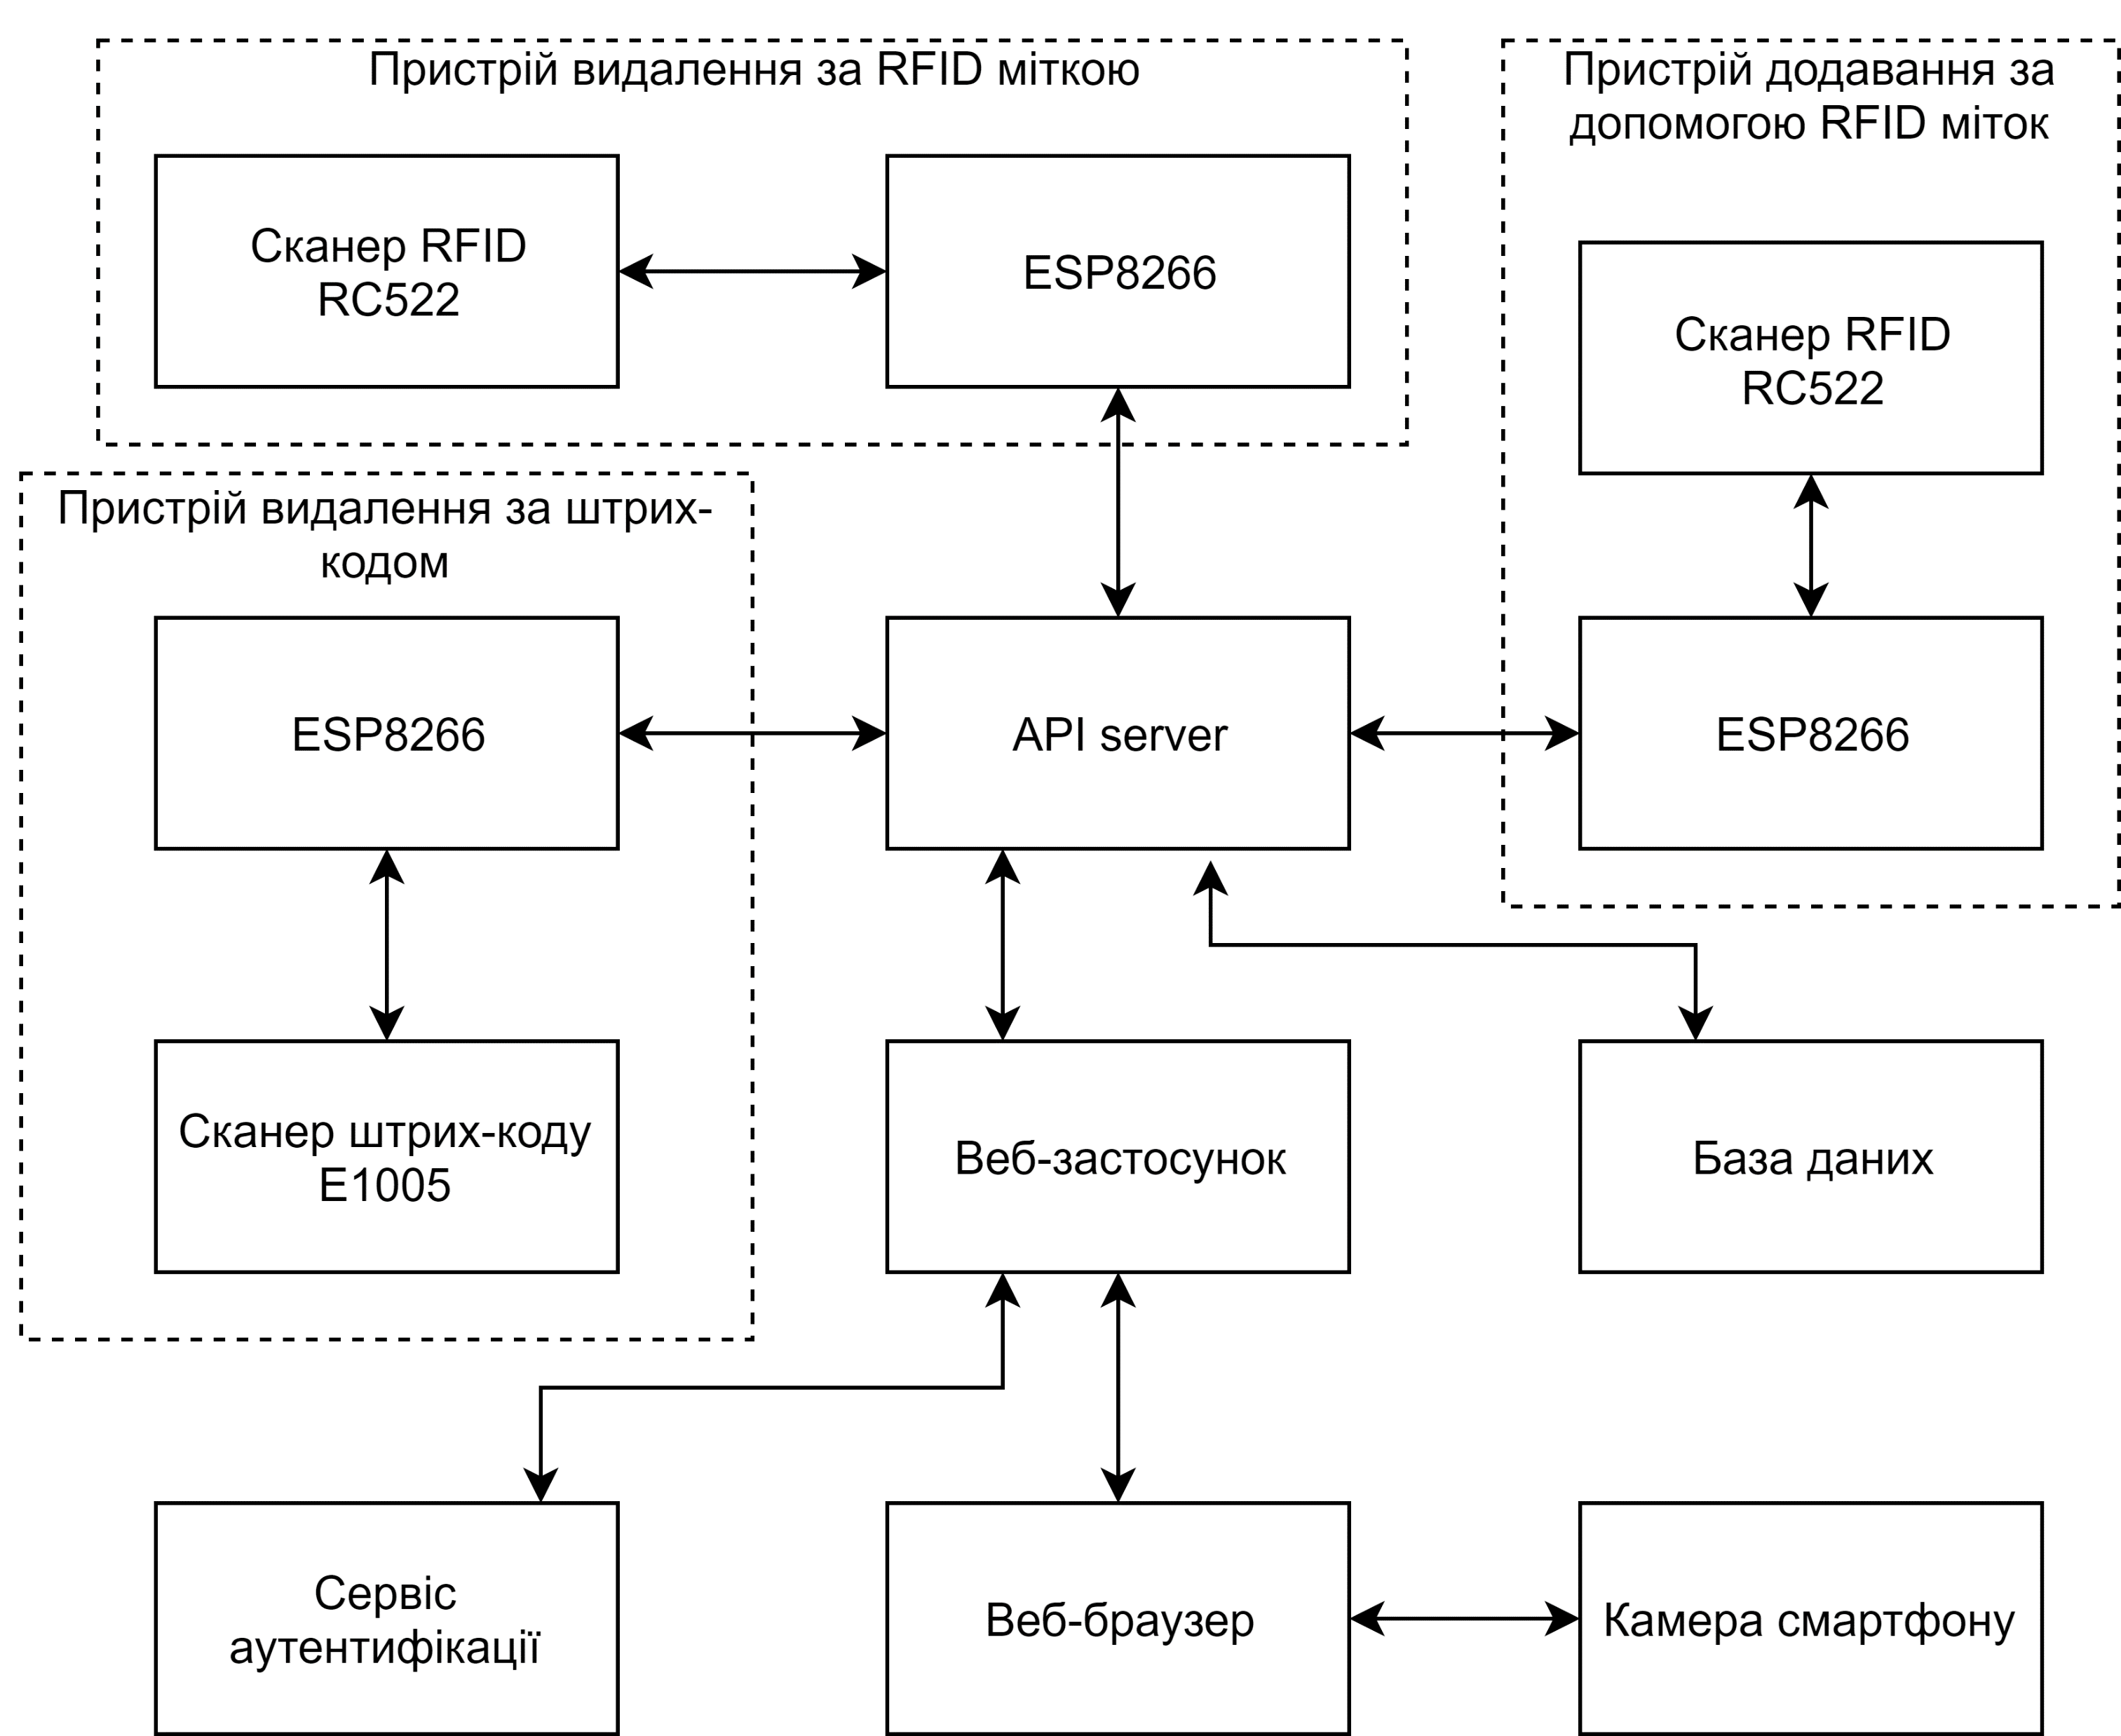 Пристрій видалення за RFID міткою
Пристрій додавання за
допомогою RFID міток
Сканер RFID
RC522
ESP8266
Сканер RFID
RC522
Пристрій видалення за штрих-
кодом
ESP8266
API server
ESP8266
Сканер штрих-коду
E1005
Веб-застосунок
База даних
Сервіс
аутентифікації
Веб-браузер
Камера смартфону